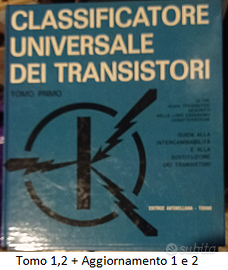 CLASSIFICATORE
UNIVERSALE
DEI TRANSISTORI
TOMO PRIMO
GUIDA ALLA
INTERCAMBIABILITÀ
E ALLA
SOSTITUZIONE
DEI TRANSISTORI
EDITRICE ANTONELLIANA - TORINO
subito
Tomo 1,2 + Aggiornamento 1 e 2